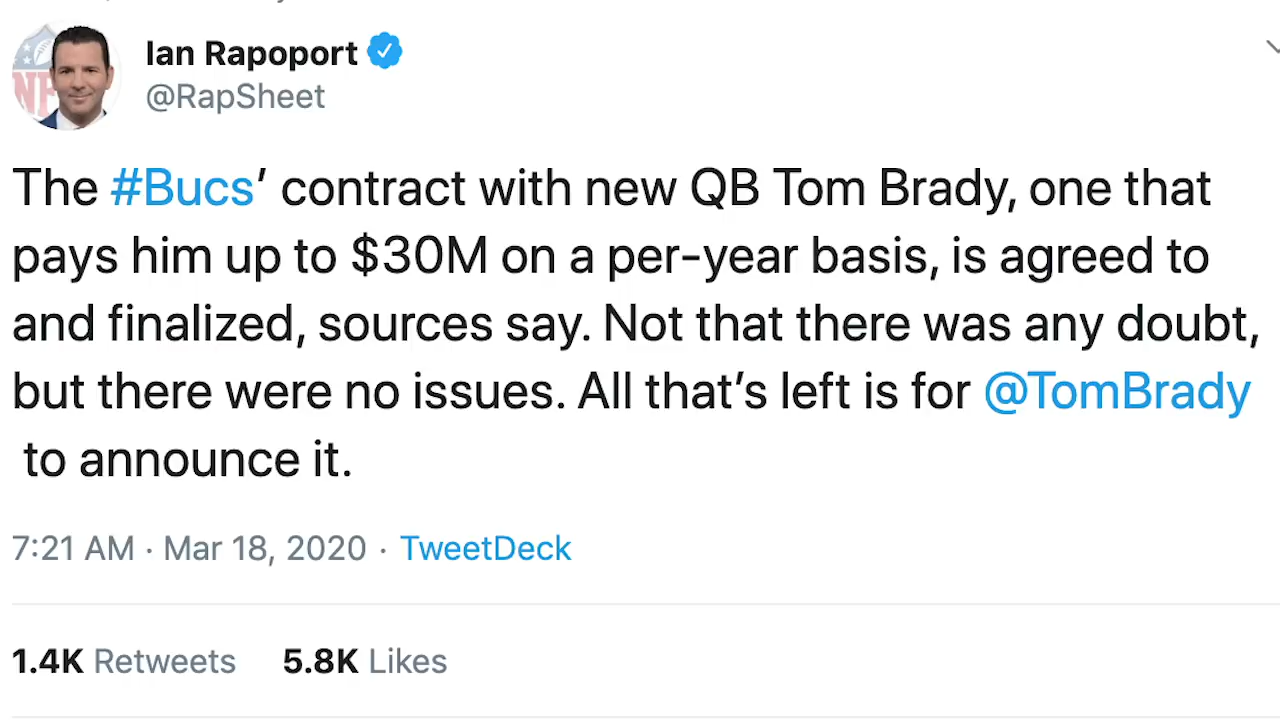 Ian Rapoport
@RapSheet
The #Bucs’ contract with new QB Tom Brady, one that
pays him up to $30M on a per-year basis, is agreed to
and finalized, sources say. Not that there was any doubt,
but there were no issues. All that’s left is for @TomBrady
to announce it.
7:21 AM · Mar 18, 2020 · TweetDeck
1.4K Retweets 5.8K Likes